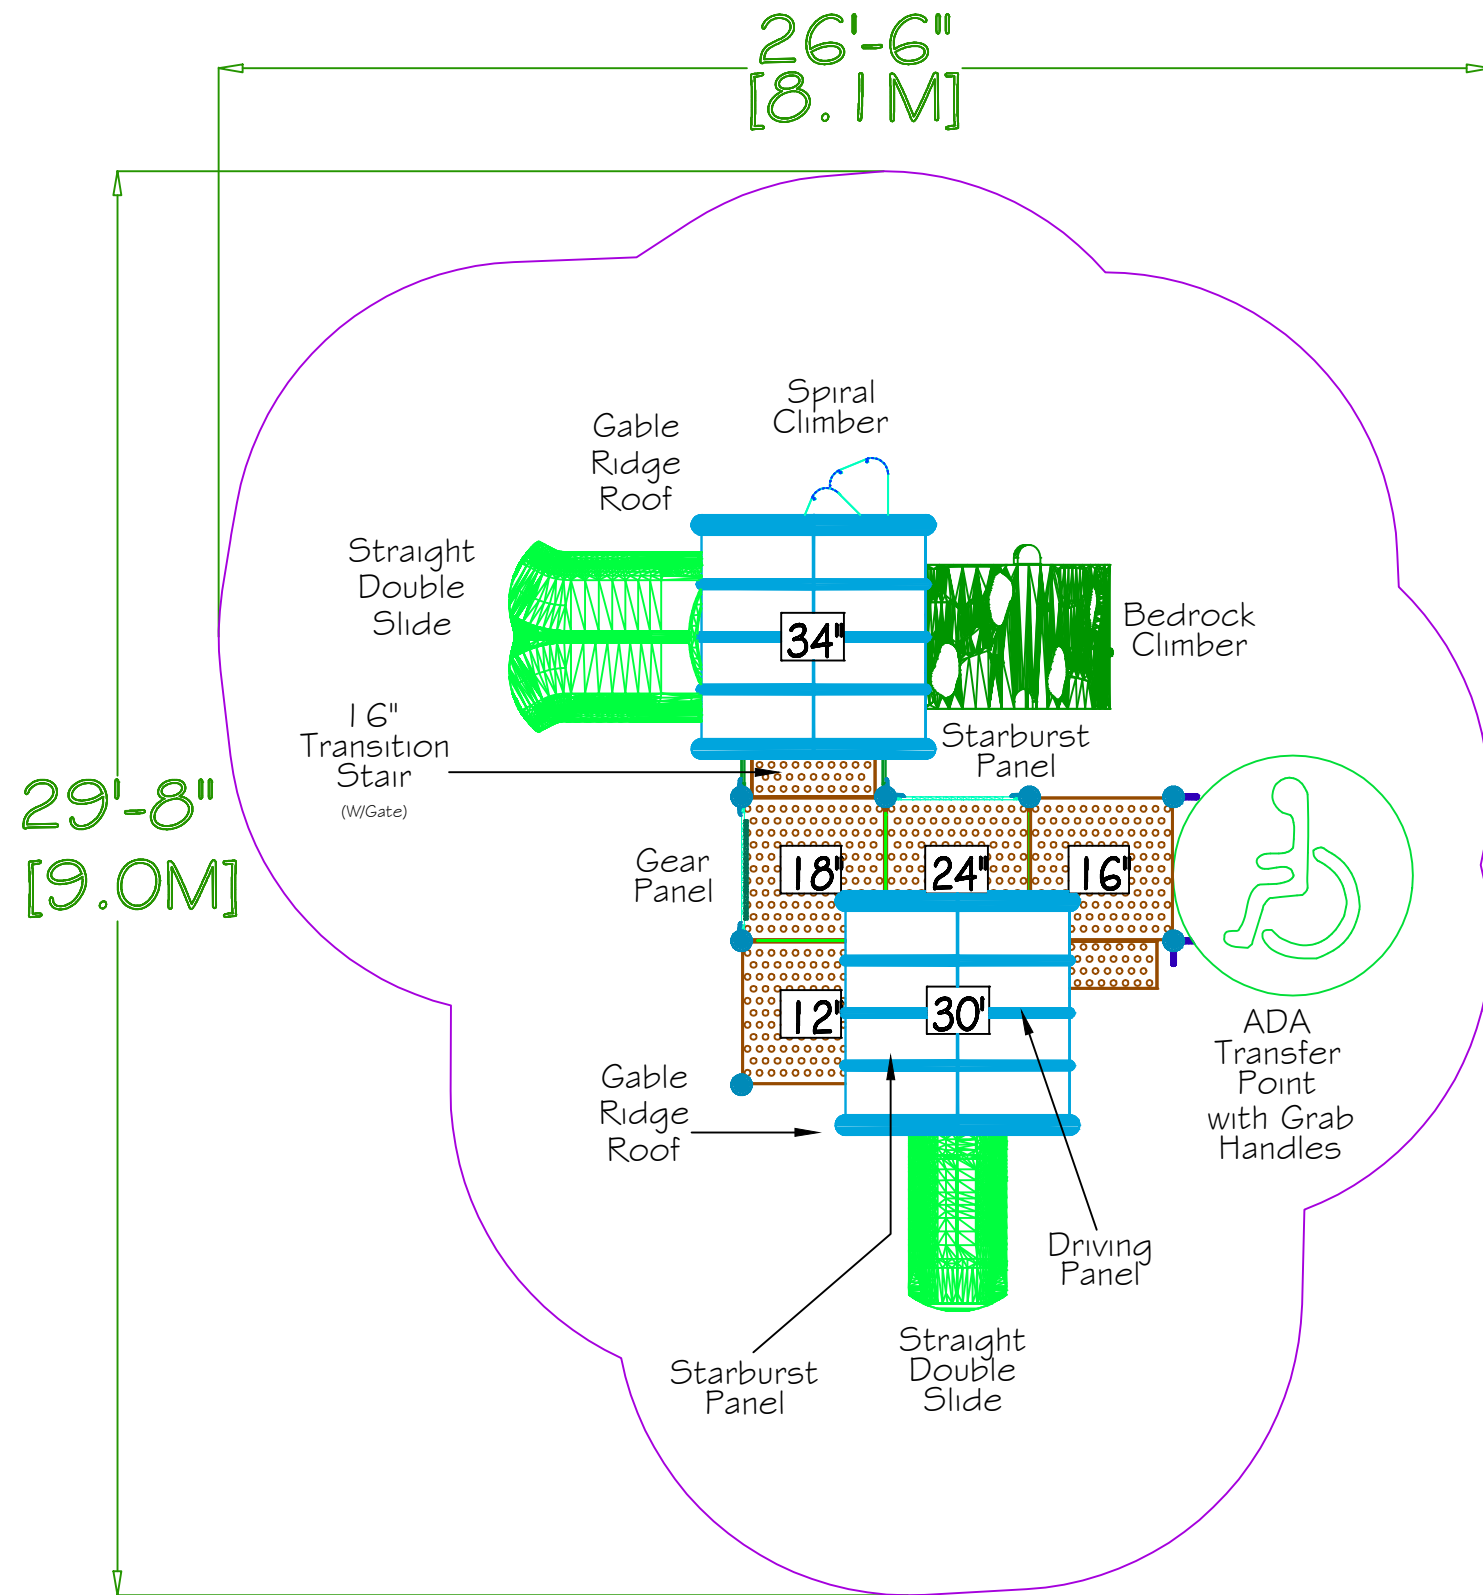 26'-6"
[8.1M]
Spiral
Climber
Gable
Ridge
Roof
Straight
Double
Slide
34"
Bedrock
Climber
16"
Transition
Stair
(W/Gate)
Starburst
Panel
29'-8"
[9.0M]
Gear
Panel
18"
24"
16"
12"
30'
ADA
Transfer
Point
with Grab
Handles
Gable
Ridge
Roof
Driving
Panel
Starburst
Panel
Straight
Double
Slide